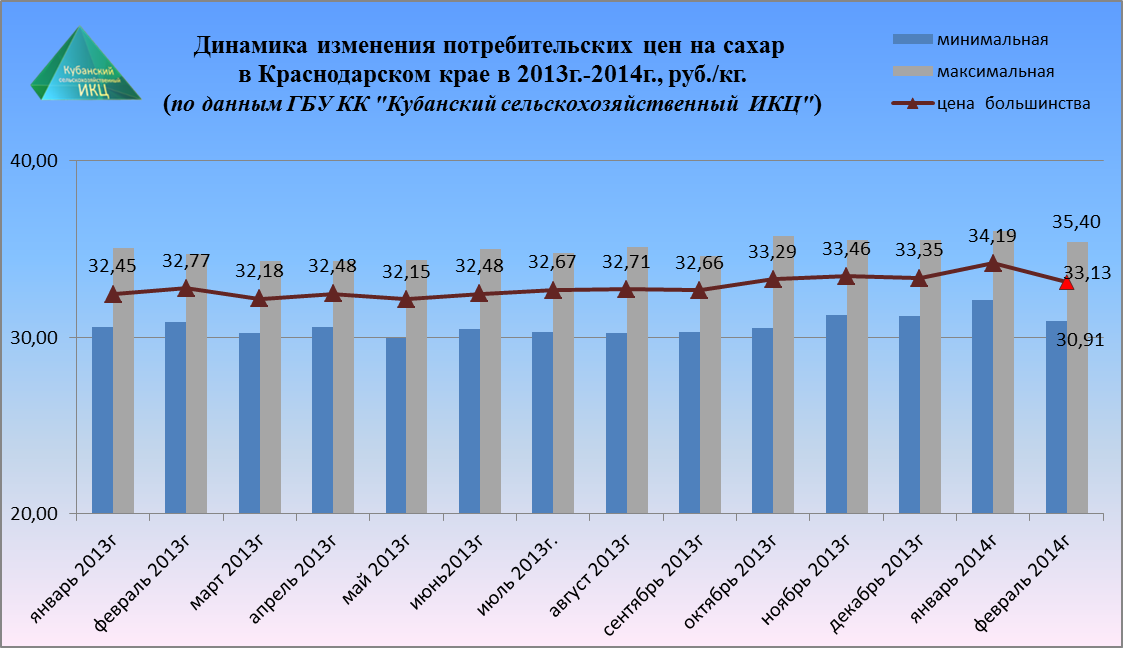 Кубанский
сельскохозяйственный
ИКЦ
Динамика изменения потребительских цен на сахар
в Краснодарском крае в 2013г.-2014г., руб./кг.
(по данным ГБУ КК "Кубанский сельскохозяйственный ИКЦ")
минимальная
максимальная
цена большинства
40,00
30,00
20,00
32,45
32,77
32,18
32,48
32,15
32,48
32,67
32,71
32,66
33,29
33,46
33,35
34,19
35,40
33,13
30,91
январь 2013г
февраль 2013г
март 2013г
апрель 2013г
май 2013г
июнь2013г
июль 2013г.
август 2013г
сентябрь 2013г
октябрь 2013г
ноябрь 2013г
декабрь 2013г
январь 2014г
февраль 2014г